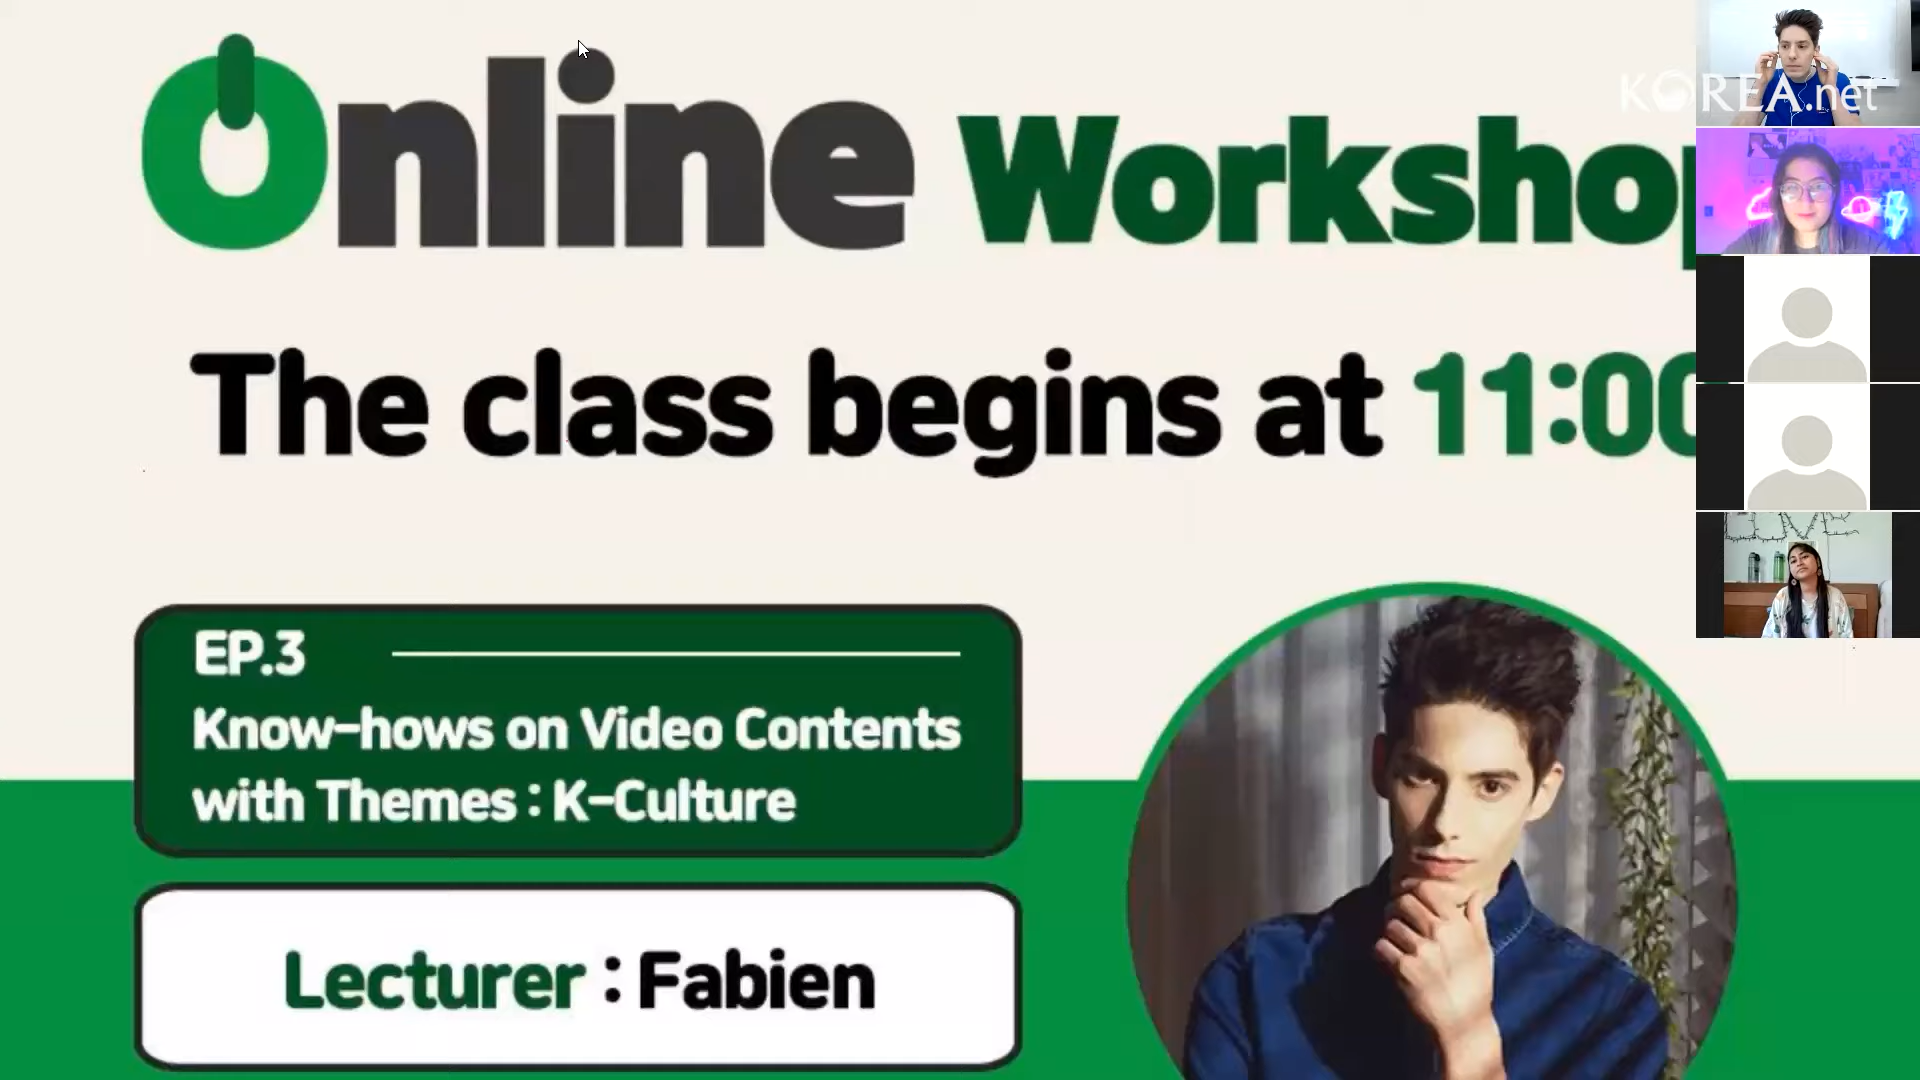 Online Workshop
The class begins at 11:00
EP.3
Know-hows on Video Contents
with Themes : K-Culture
Lecturer : Fabien
KOREA.net